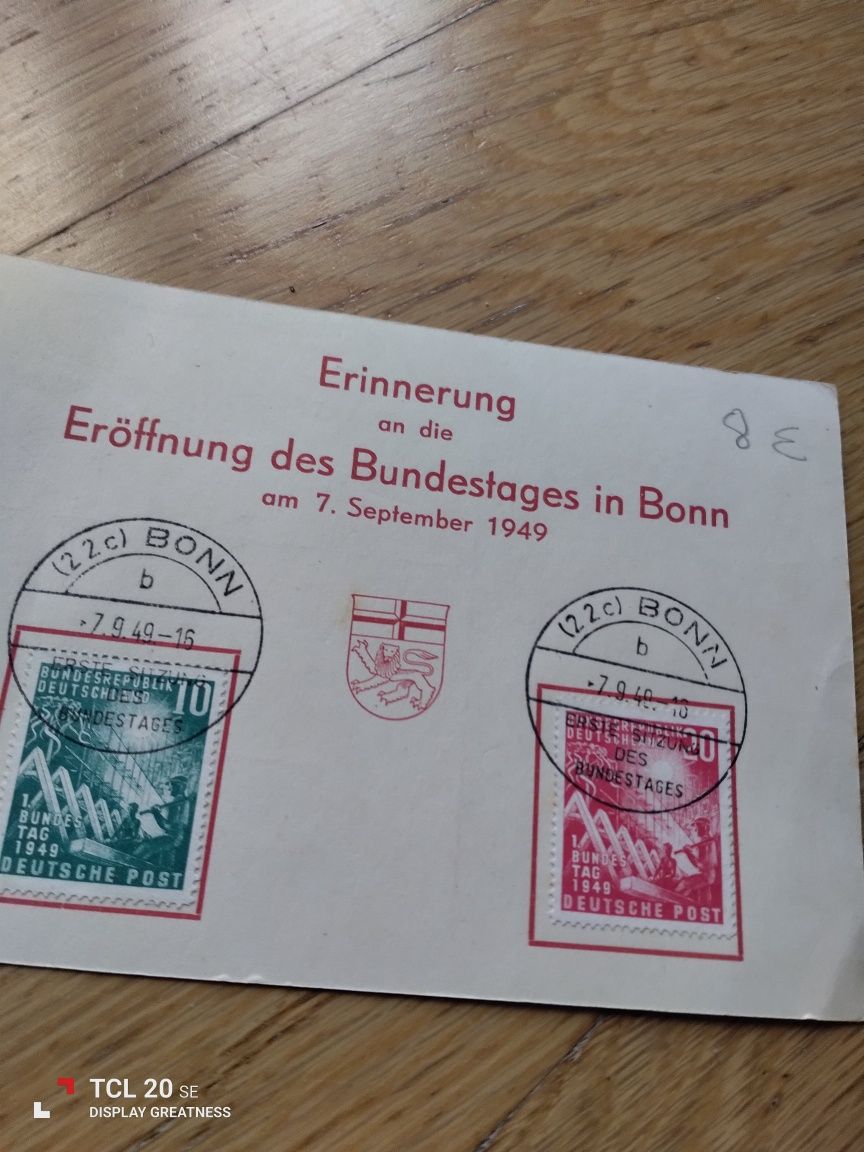 Erinnerung
an die
Eröffnung des Bundestages in Bonn
am 7. September 1949
8 E
(22c) BONN
b
-7.9.49.-16
ERSTE SITZUNG
DES
BUNDESTAGES
BUNDESREPUBLIK
DEUTSCHLAND
10
1.
BUNDES
TAG
1949
DEUTSCHE POST
(22c) BONN
b
-7.9.49.-16
ERSTE SITZUNG
DES
BUNDESTAGES
BUNDESREPUBLIK
DEUTSCHLAND
20
1.
BUNDES
TAG
1949
DEUTSCHE POST
TCL 20 SE
DISPLAY GREATNESS